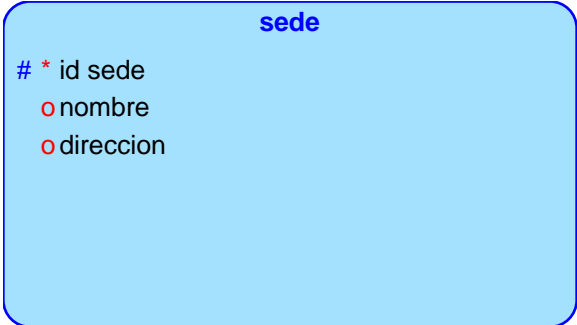 sede
# * id sede
o nombre
o direccion